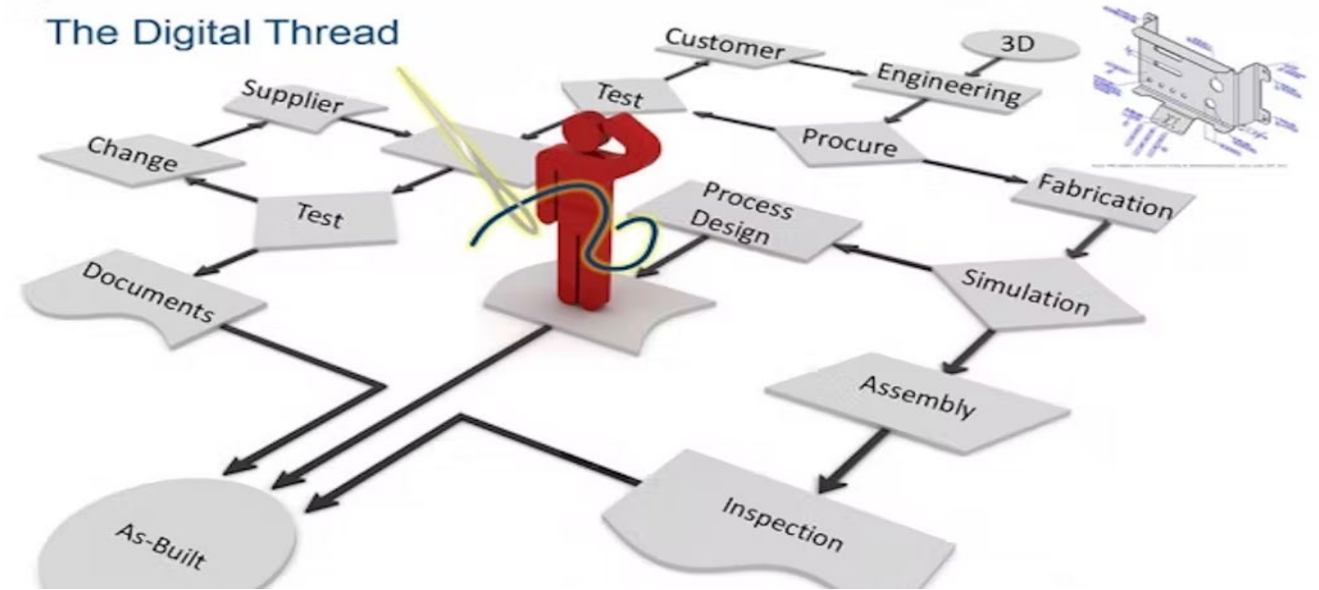 The Digital Thread
Customer
3D
Engineering
Supplier
Test
Change
Procure
Fabrication
Test
Process
Design
Documents
Simulation
Assembly
Inspection
As-Built